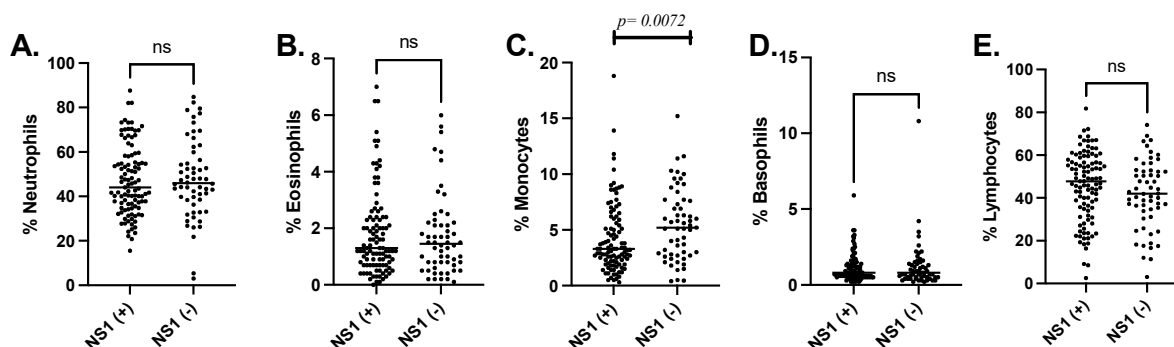 A.
ns
% Neutrophils
100
80
60
40
20
0
NS1 (+)
NS1 (-)
B.
ns
% Eosinophils
8
6
4
2
0
NS1 (+)
NS1 (-)
C.
p= 0.0072
% Monocytes
20
15
10
5
0
NS1 (+)
NS1 (-)
D.
ns
% Basophils
15
10
5
0
NS1 (+)
NS1 (-)
E.
ns
% Lymphocytes
100
80
60
40
20
0
NS1 (+)
NS1 (-)